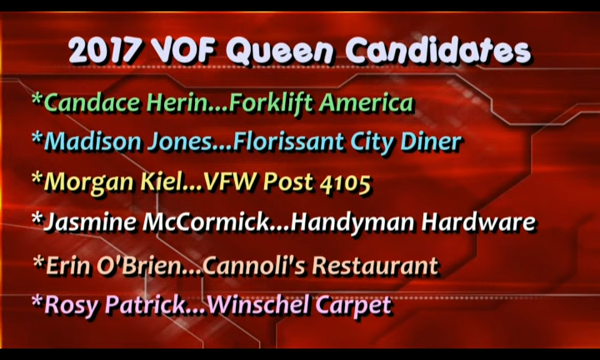 2017 VOF Queen Candidates
*Candace Herin...Forklift America
*Madison Jones...Florissant City Diner
*Morgan Kiel...VFW Post 4105
*Jasmine McCormick...Handyman Hardware
*Erin O'Brien...Cannoli's Restaurant
*Rosy Patrick...Winschel Carpet